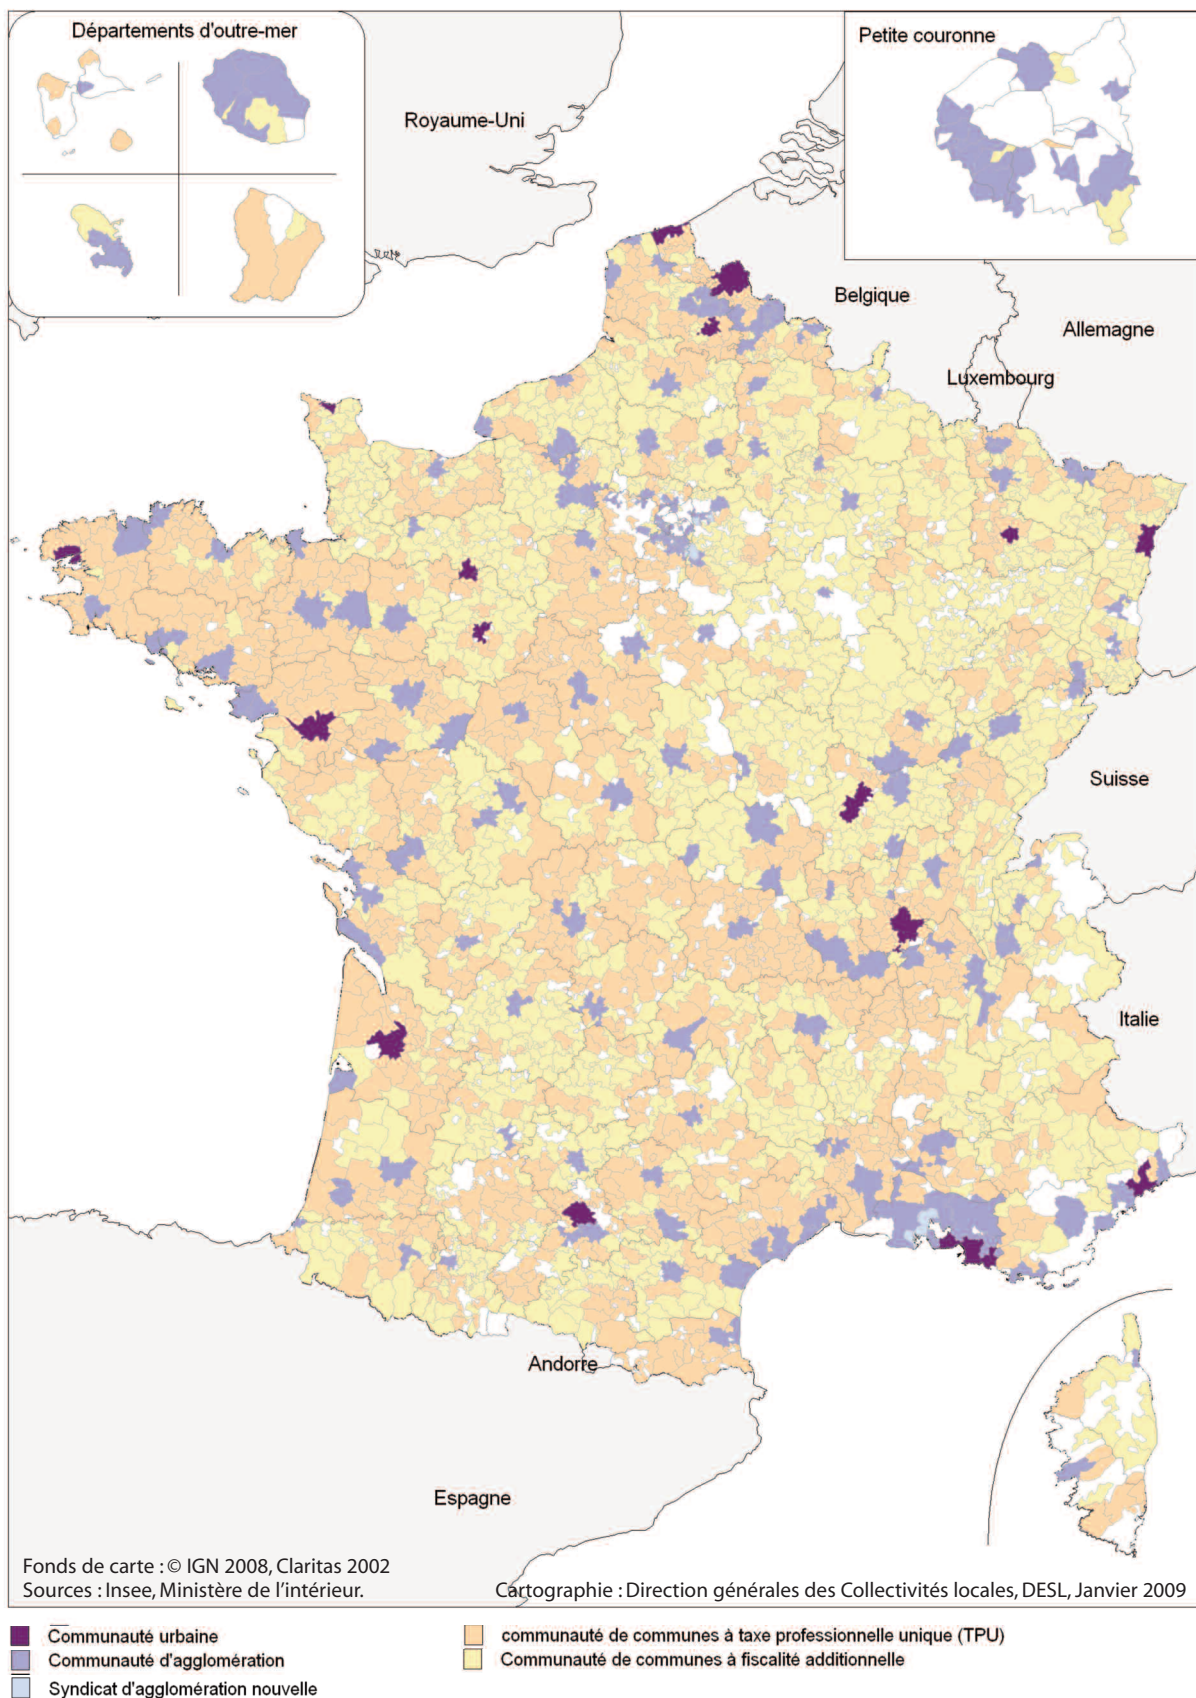 Départements d'outre-mer
Petite couronne
Royaume-Uni
Belgique
Allemagne
Luxembourg
Suisse
Italie
Andorre
Espagne
Fonds de carte : © IGN 2008, Claritas 2002
Sources : Insee, Ministère de l'intérieur.
Cartographie : Direction générales des Collectivités locales, DESL, Janvier 2009
Communauté urbaine
Communauté d'agglomération
Syndicat d'agglomération nouvelle
communauté de communes à taxe professionnelle unique (TPU)
Communauté de communes à fiscalité additionnelle